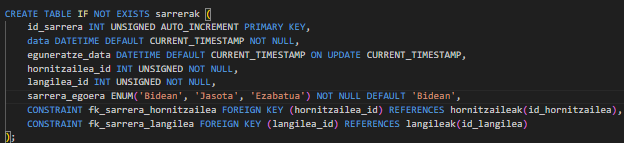 CREATE TABLE IF NOT EXISTS sarrerak (
id_sarrera INT UNSIGNED AUTO_INCREMENT PRIMARY KEY,
data DATETIME DEFAULT CURRENT_TIMESTAMP NOT NULL,
eguneratze_data DATETIME DEFAULT CURRENT_TIMESTAMP ON UPDATE CURRENT_TIMESTAMP,
hornitzailea_id INT UNSIGNED NOT NULL,
langilea_id INT UNSIGNED NOT NULL,
sarrera_egoera ENUM('Bidean', 'Jasota', 'Ezabatua') NOT NULL DEFAULT 'Bidean',
CONSTRAINT fk_sarrera_hornitzailea FOREIGN KEY (hornitzailea_id) REFERENCES hornitzaileak(id_hornitzailea),
CONSTRAINT fk_sarrera_langilea FOREIGN KEY (langilea_id) REFERENCES langileak(id_langilea)
);